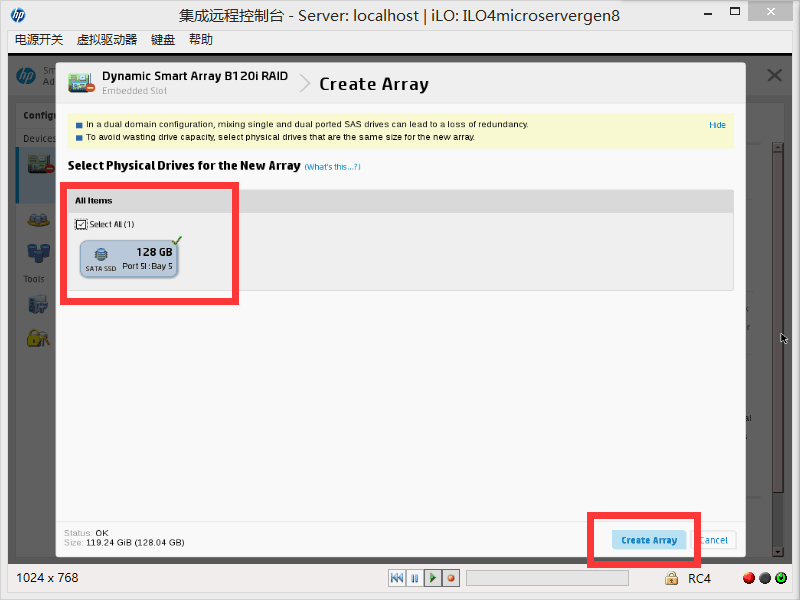 集成远程控制台 - Server: localhost | iLO: ILO4microservergen8
电源开关 虚拟驱动器 键盘 帮助
Dynamic Smart Array B120i RAID
Embedded Slot
Create Array
In a dual domain configuration, mixing single and dual ported SAS drives can lead to a loss of redundancy.
Hide
To avoid wasting drive capacity, select physical drives that are the same size for the new array.
Devices
Select Physical Drives for the New Array (What's this...?)
All Items
Select All (1)
128 GB
SATA SSD Port 5I : Bay 5
Tools
Status: OK
Size: 119.24 GiB (128.04 GB)
Create Array
1024 x 768
RC4